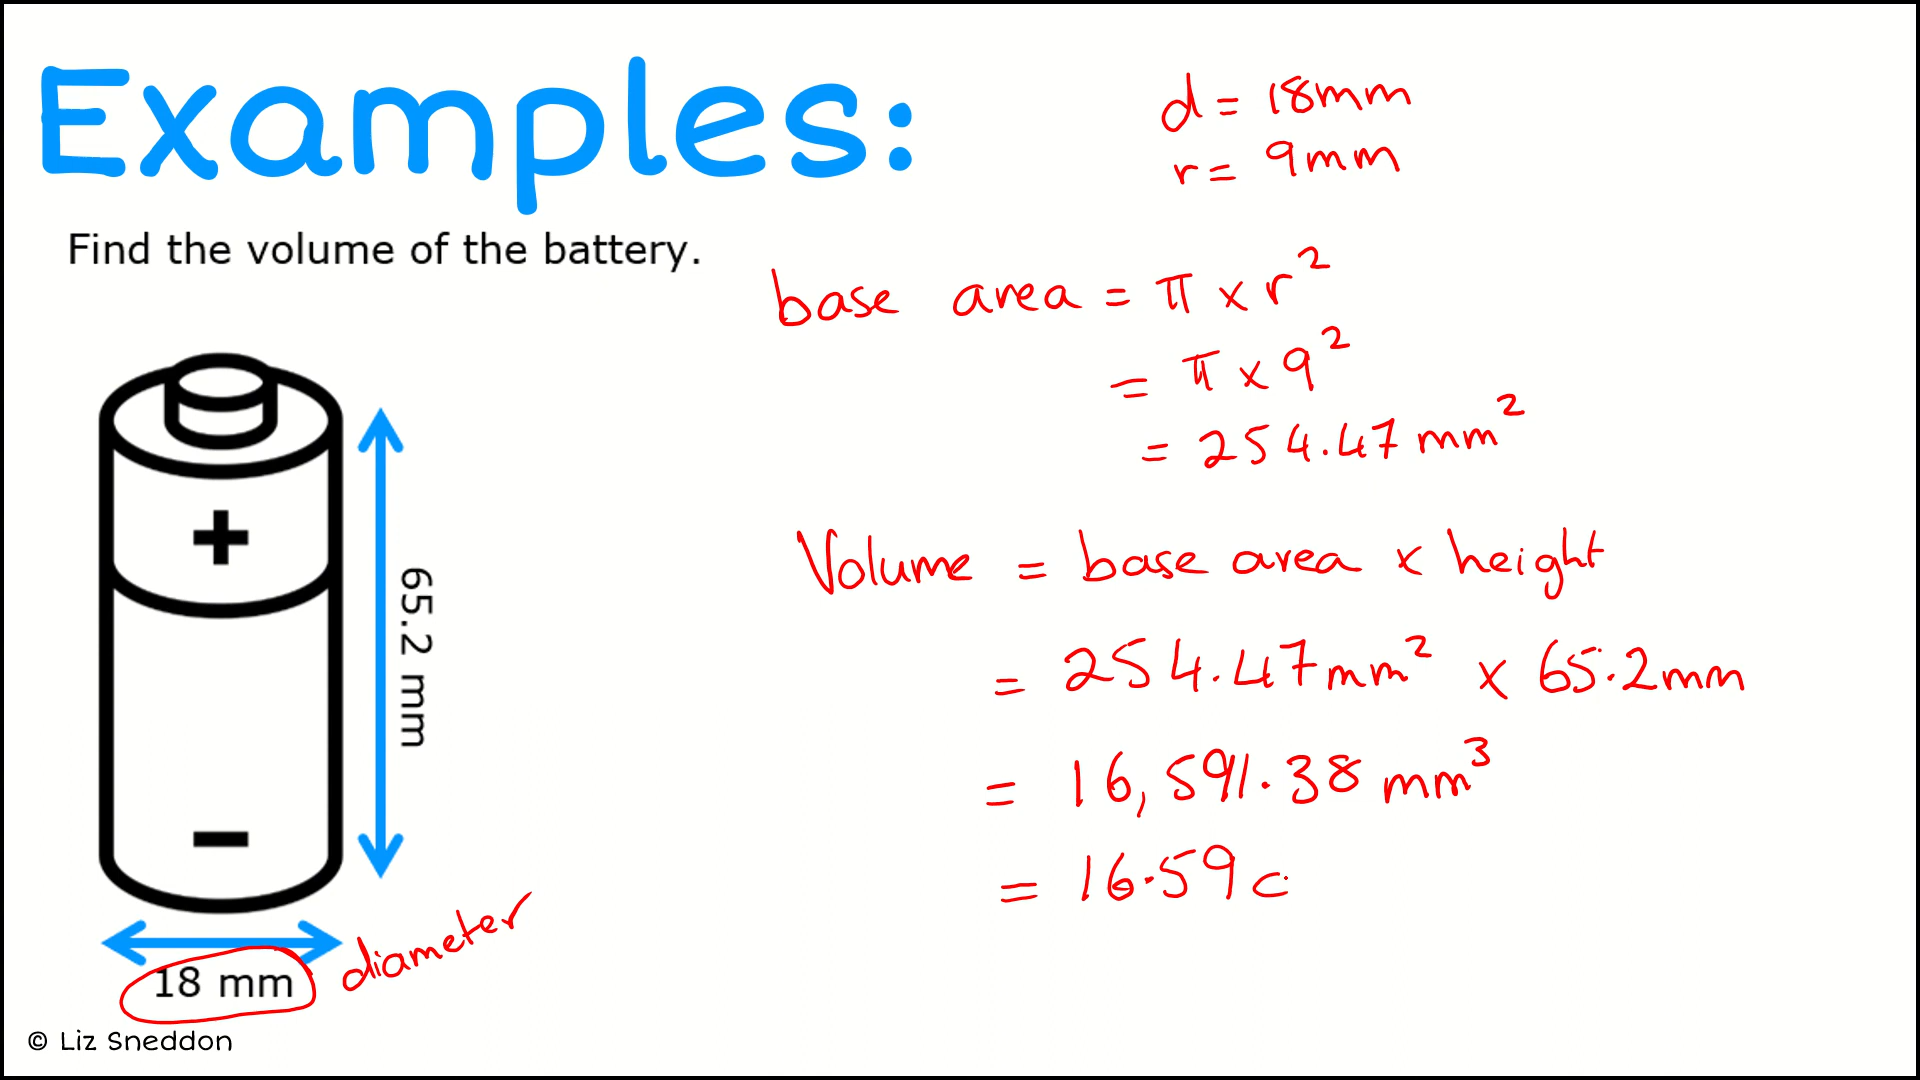 Examples:
Find the volume of the battery.
+
65.2 mm
−
18 mm
diameter
d = 18mm
r = 9mm
base area = π × r²
= π × 9²
= 254.47 mm²
Volume = base area × height
= 254.47mm² × 65.2mm
= 16,591.38 mm³
= 16.59 c
© Liz Sneddon